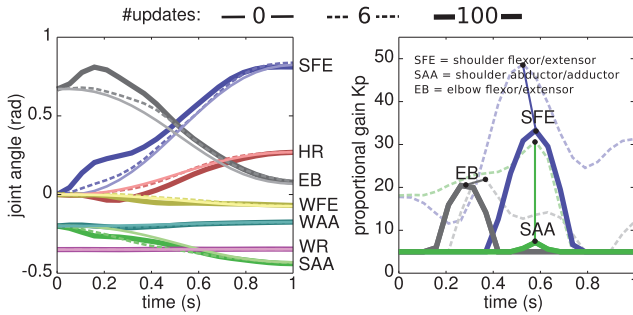 #updates: 0 6 100
joint angle (rad)
1
0.5
0
-0.5
0 0.2 0.4 0.6 0.8 1
time (s)
SFE
HR
EB
WFE
WAA
WR
SAA
proportional gain Kp
55
50
40
30
20
10
0
SFE = shoulder flexor/extensor
SAA = shoulder abductor/adductor
EB = elbow flexor/extensor
SFE
EB
SAA
0 0.2 0.4 0.6 0.8 1
time (s)